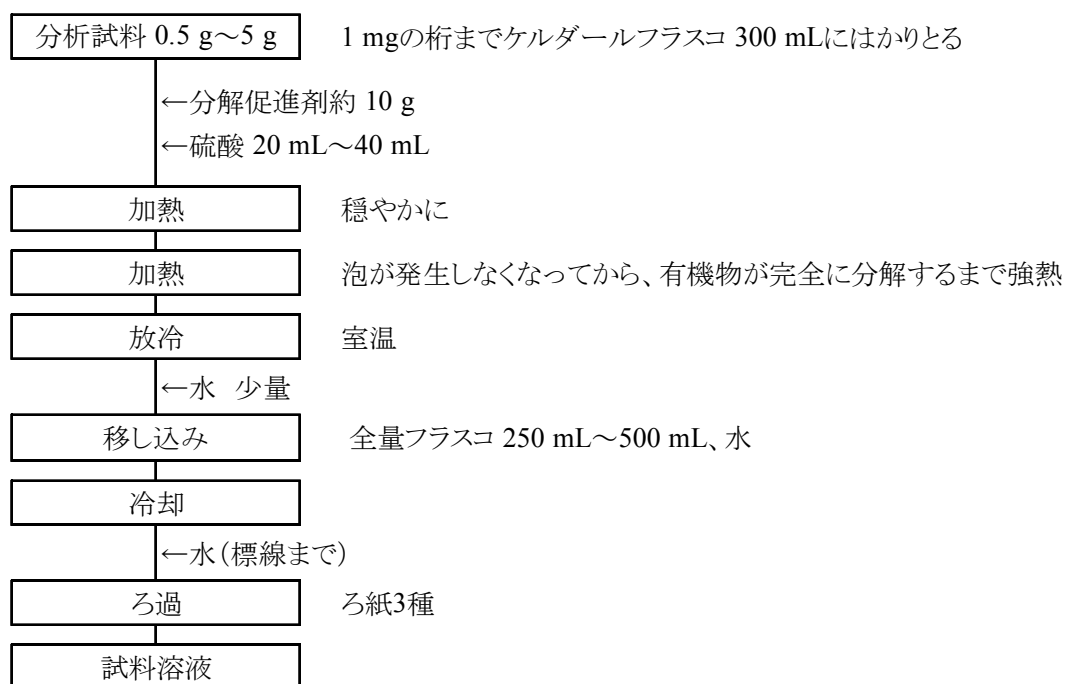 分析試料 0.5 g～5 g 1 mgの桁までケルダールフラスコ 300 mLにはかりとる
←分解促進剤約 10 g
←硫酸 20 mL～40 mL
加熱 穏やかに
加熱 泡が発生しなくなってから、有機物が完全に分解するまで強熱
放冷 室温
←水 少量
移し込み 全量フラスコ 250 mL～500 mL、水
冷却
←水（標線まで）
ろ過 ろ紙3種
試料溶液